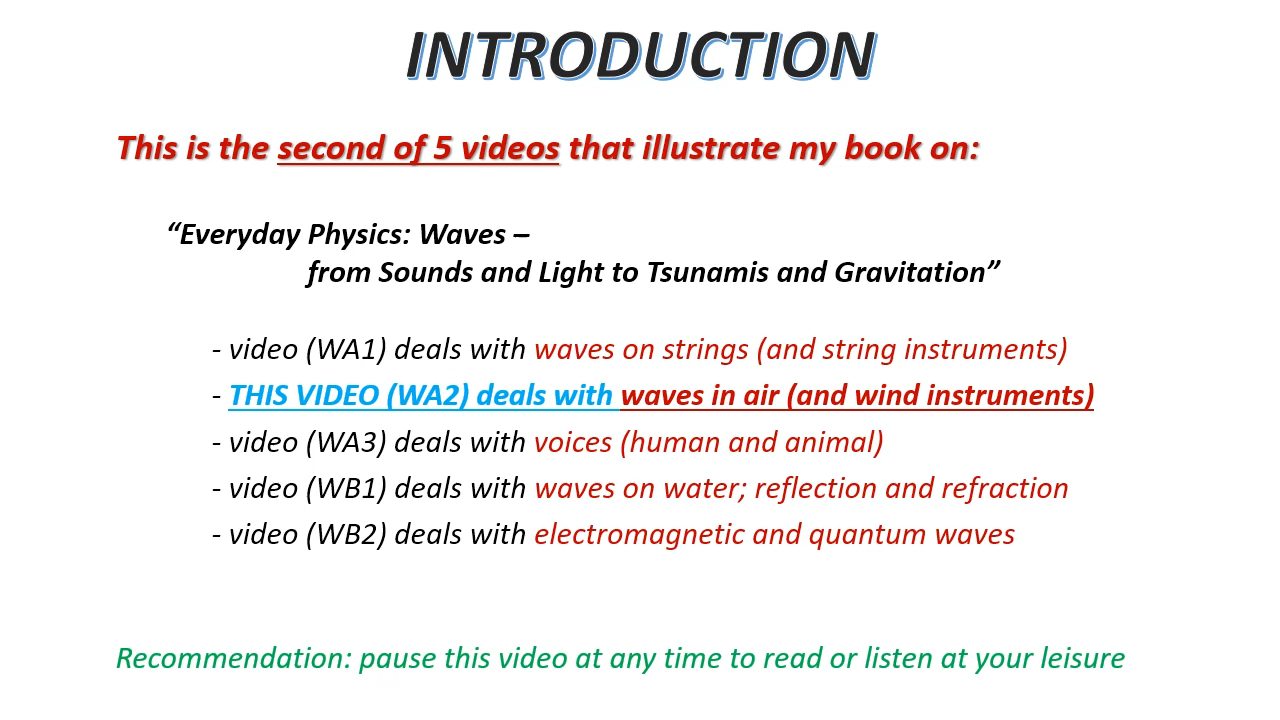 INTRODUCTION
This is the second of 5 videos that illustrate my book on:
“Everyday Physics: Waves –
from Sounds and Light to Tsunamis and Gravitation”
- video (WA1) deals with waves on strings (and string instruments)
- THIS VIDEO (WA2) deals with waves in air (and wind instruments)
- video (WA3) deals with voices (human and animal)
- video (WB1) deals with waves on water; reflection and refraction
- video (WB2) deals with electromagnetic and quantum waves
Recommendation: pause this video at any time to read or listen at your leisure